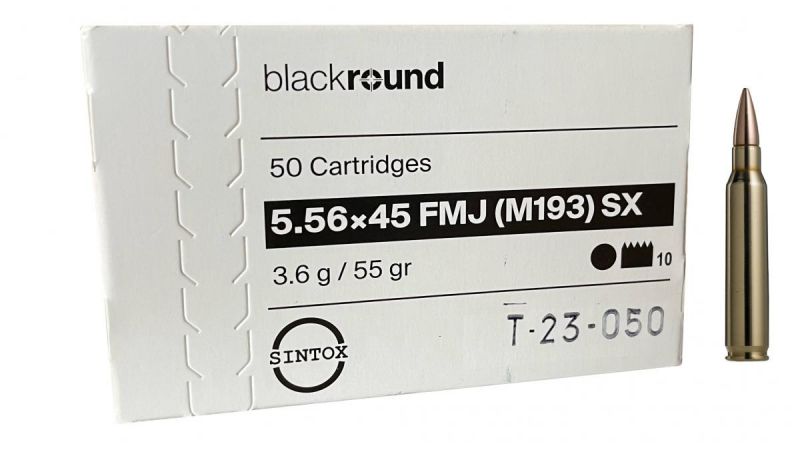 blackround
50 Cartridges
5.56×45 FMJ (M193) SX
3.6 g / 55 gr
10
T-23-050
SINTOX